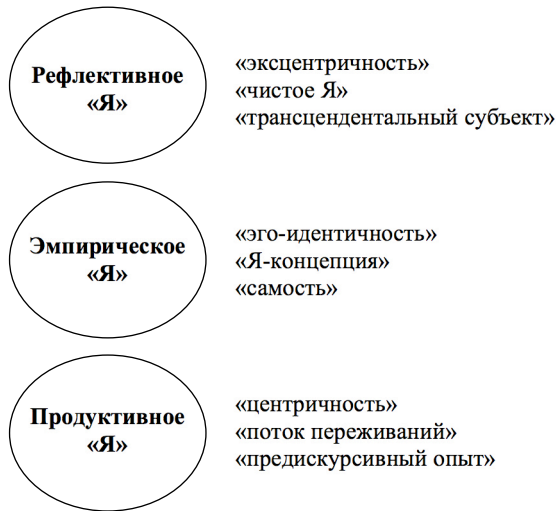 Рефлективное
«Я»
«эксцентричность»
«чистое Я»
«трансцендентальный субъект»
Эмпирическое
«Я»
«эго-идентичность»
«Я-концепция»
«самость»
Продуктивное
«Я»
«центричность»
«поток переживаний»
«предискурсивный опыт»